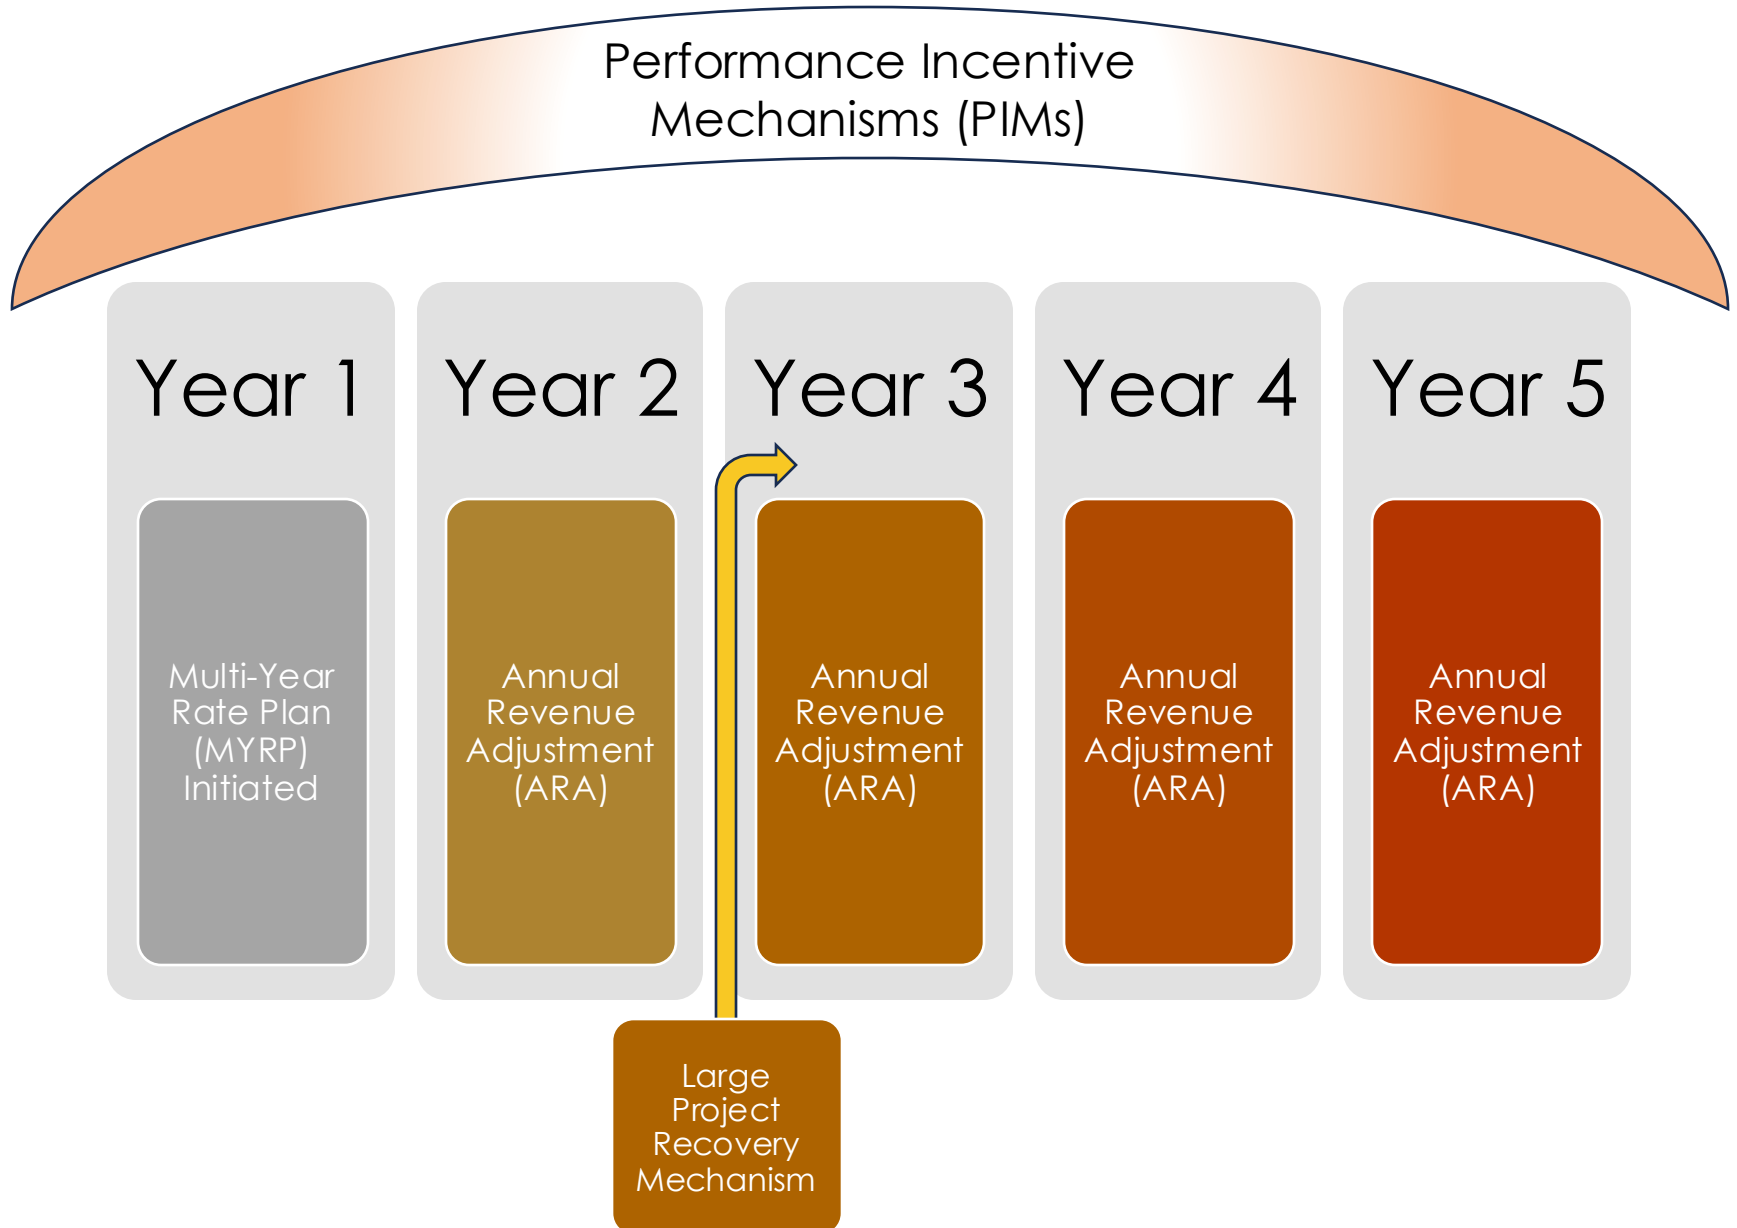 Performance Incentive
Mechanisms (PIMs)
Year 1
Year 2
Year 3
Year 4
Year 5
Multi-Year
Rate Plan
(MYRP)
Initiated
Annual
Revenue
Adjustment
(ARA)
Annual
Revenue
Adjustment
(ARA)
Annual
Revenue
Adjustment
(ARA)
Annual
Revenue
Adjustment
(ARA)
Large
Project
Recovery
Mechanism